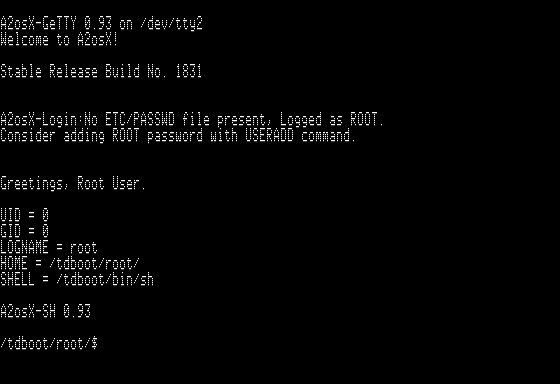 A2osX-GeTTY 0.93 on /dev/tty2
Welcome to A2osX!
Stable Release Build No. 1831
A2osX-Login:No ETC/PASSWD file present, Logged as ROOT.
Consider adding ROOT password with USERADD command.
Greetings, Root User.
UID = 0
GID = 0
LOGNAME = root
HOME = /tdboot/root/
SHELL = /tdboot/bin/sh
A2osX-SH 0.93
/tdboot/root/$